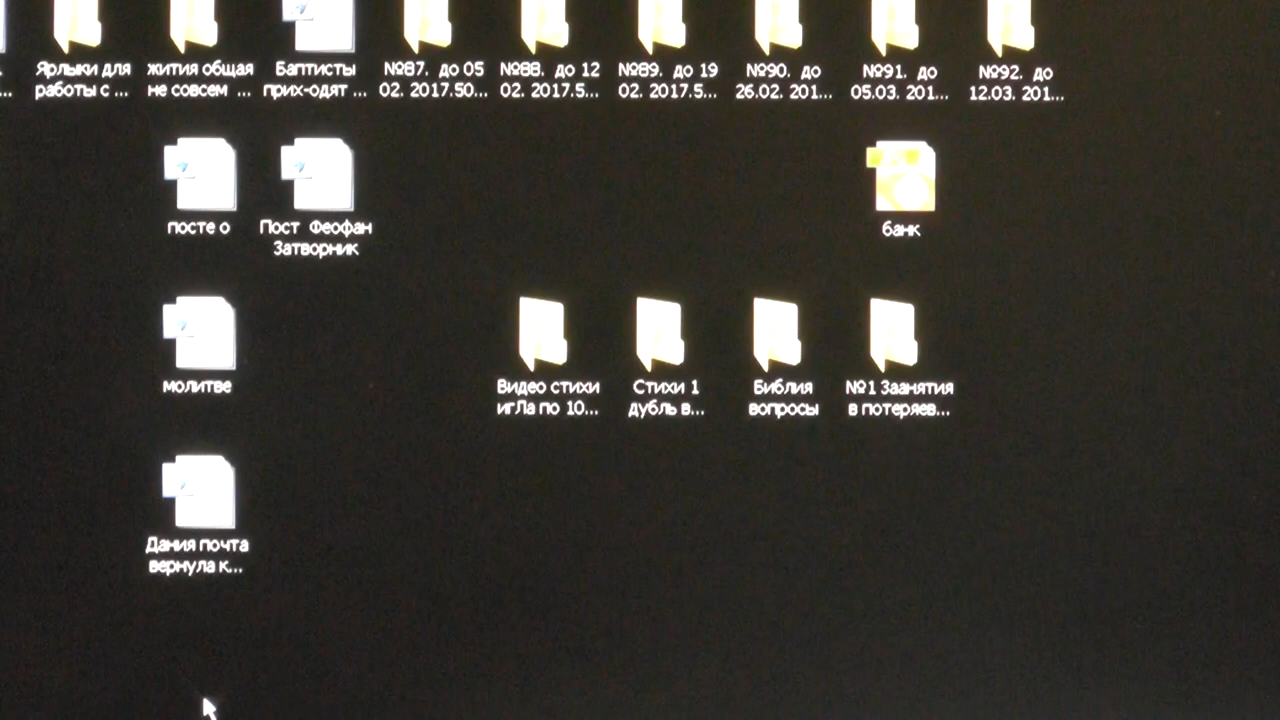 Ярлыки для
работы с ...
жития общая
не совсем ...
Баптисты
прих-одят ...
№87. до 05
02. 2017.50...
№88. до 12
02. 2017.5...
№89. до 19
02. 2017.5...
№90. до
26.02. 201...
№91. до
05.03. 201...
№92. до
12.03. 201...
посте о
Пост Феофан
Затворник
банк
молитве
Видео стихи
игЛа по 10...
Стихи 1
дубль в...
Библия
вопросы
№1 Заанятия
в потеряев...
Дания почта
вернула к...